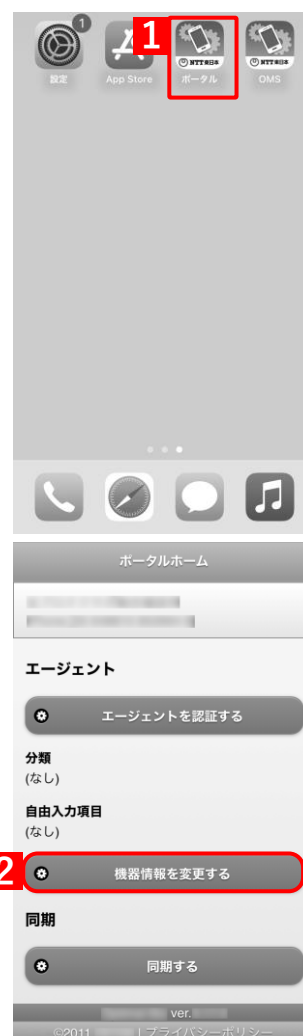 1
1
設定
App Store
NTT東日本
ポータル
NTT東日本
OMS
ポータルホーム
エージェント
エージェントを認証する
分類
(なし)
自由入力項目
(なし)
2
機器情報を変更する
同期
同期する
ver.
©2011 | プライバシーポリシー